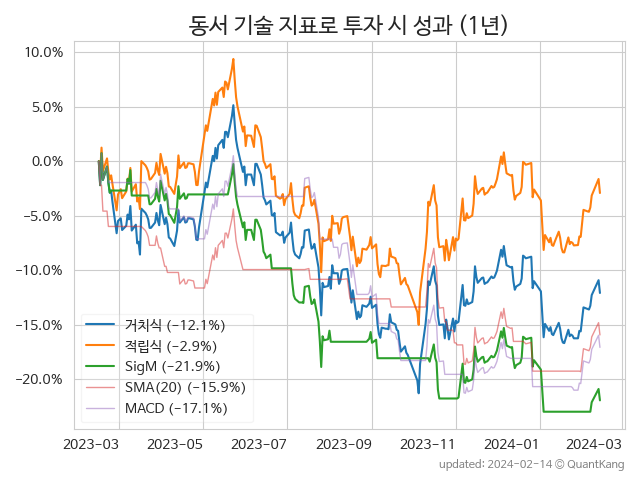 동서 기술 지표로 투자 시 성과 (1년)
10.0%
5.0%
0.0%
−5.0%
−10.0%
−15.0%
−20.0%
거치식 (−12.1%)
적립식 (−2.9%)
SigM (−21.9%)
SMA(20) (−15.9%)
MACD (−17.1%)
2023-03 2023-05 2023-07 2023-09 2023-11 2024-01 2024-03
updated: 2024-02-14 © QuantKang